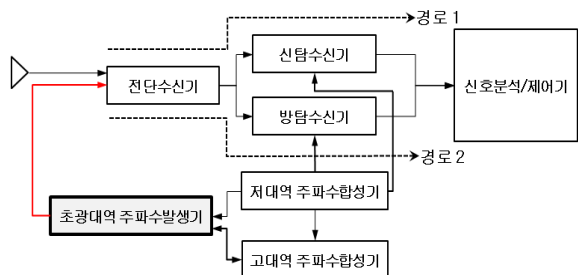 경로 1
신탐수신기
전단수신기
신호분석/제어기
방탐수신기
경로 2
저대역 주파수합성기
초광대역 주파수발생기
고대역 주파수합성기